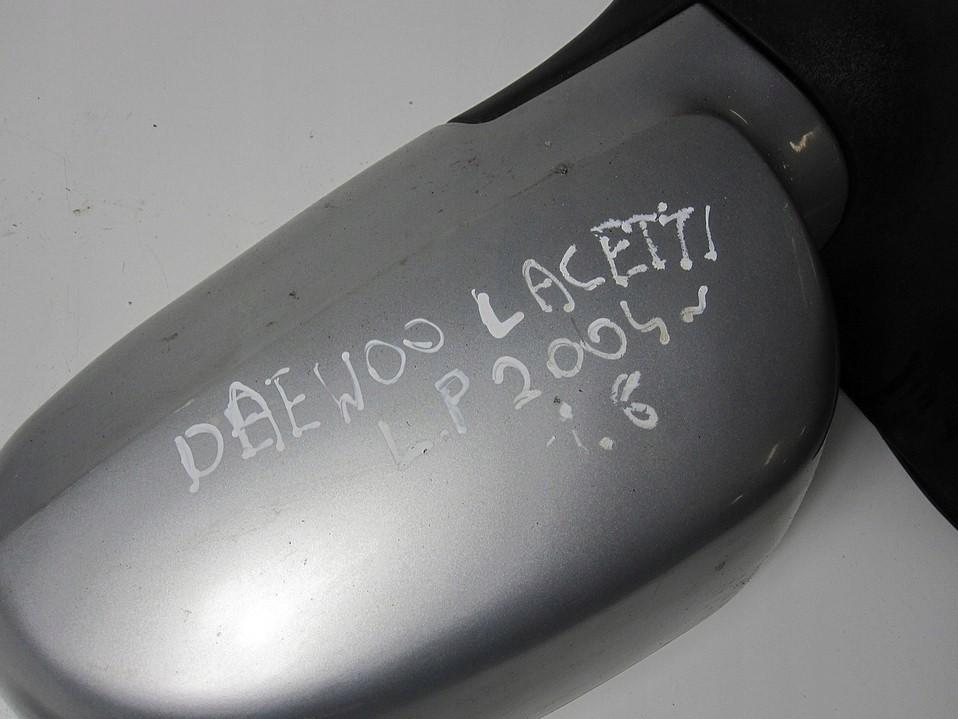 DAEWOO LACETTI
L.P 2004~
1.6